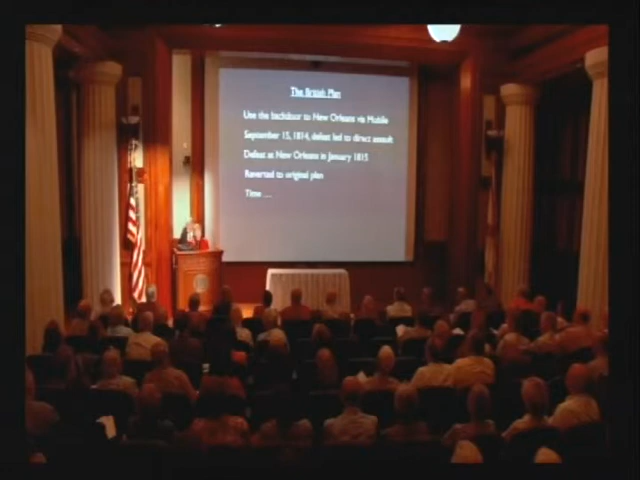 The British Plan
Use the backdoor to New Orleans via Mobile
September 15, 1814, defeat led to direct assault
Defeat at New Orleans in January 1815
Reverted to original plan
Time ....